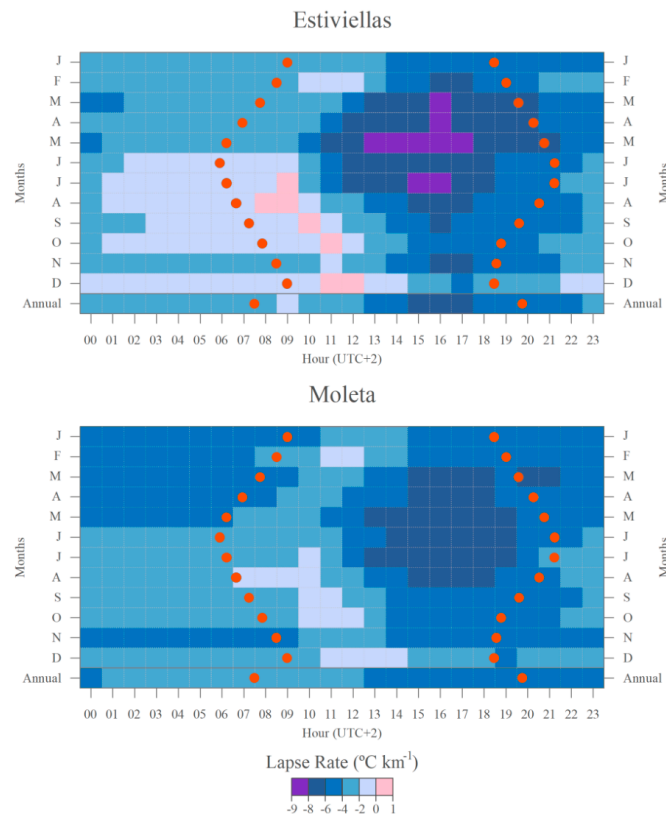 Estiviellas
J J
F F
M M
A A
M M
J J
J J
A A
S S
O O
N N
D D
Annual Annual
Months Months
00 01 02 03 04 05 06 07 08 09 10 11 12 13 14 15 16 17 18 19 20 21 22 23
Hour (UTC+2)
Moleta
J J
F F
M M
A A
M M
J J
J J
A A
S S
O O
N N
D D
Annual Annual
Months Months
00 01 02 03 04 05 06 07 08 09 10 11 12 13 14 15 16 17 18 19 20 21 22 23
Hour (UTC+2)
Lapse Rate (ºC km⁻¹)
-9 -8 -6 -4 -2 0 1